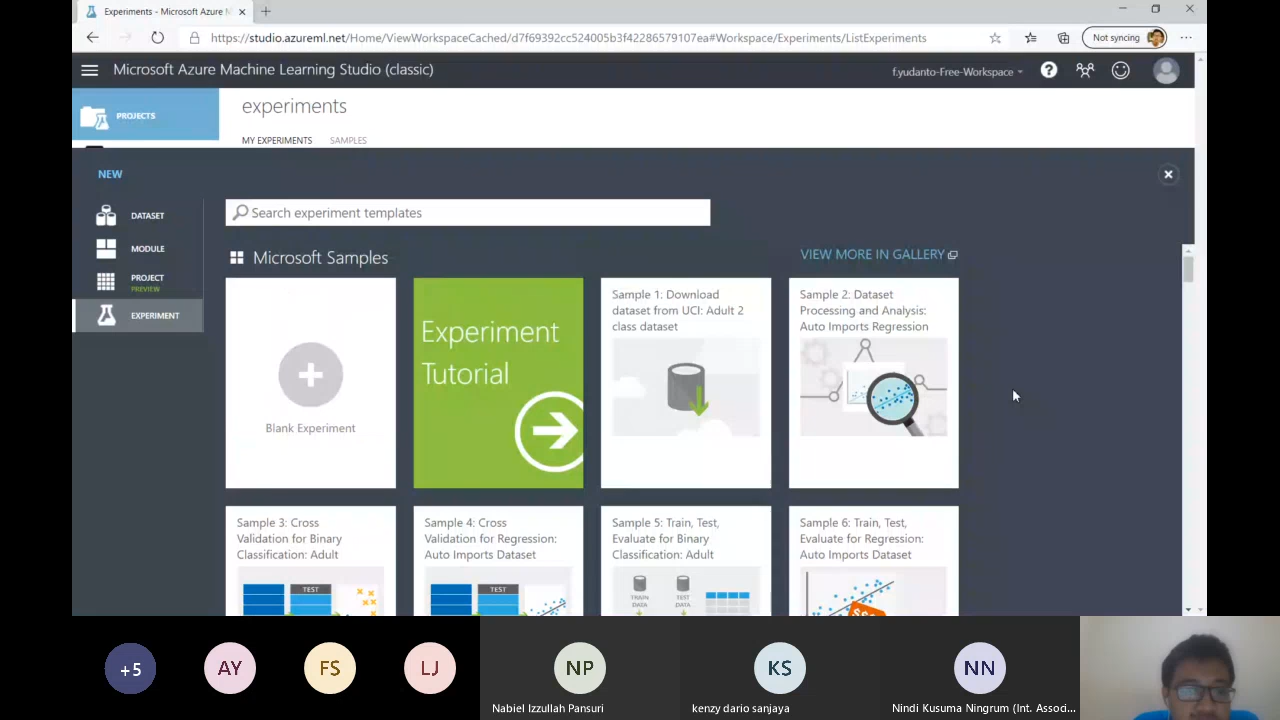 Experiments - Microsoft Azure M
Not syncing
https://studio.azureml.net/Home/ViewWorkspaceCached/d7f69392cc524005b3f42286579107ea#Workspace/Experiments/ListExperiments
Microsoft Azure Machine Learning Studio (classic)
f.yudanto-Free-Workspace
?
PROJECTS
experiments
MY EXPERIMENTS
SAMPLES
NEW
DATASET
MODULE
PROJECT
PREVIEW
EXPERIMENT
Search experiment templates
Microsoft Samples
VIEW MORE IN GALLERY
Blank Experiment
Experiment
Tutorial
Sample 1: Download
dataset from UCI: Adult 2
class dataset
Sample 2: Dataset
Processing and Analysis:
Auto Imports Regression
Sample 3: Cross
Validation for Binary
Classification: Adult
TEST
Sample 4: Cross
Validation for Regression:
Auto Imports Dataset
TEST
Sample 5: Train, Test,
Evaluate for Binary
Classification: Adult
TRAIN
DATA
TEST
DATA
Sample 6: Train, Test,
Evaluate for Regression:
Auto Imports Dataset
$$$
+5
AY
FS
LJ
NP
Nabiel Izzullah Pansuri
KS
kenzy dario sanjaya
NN
Nindi Kusuma Ningrum (Int. Associ...